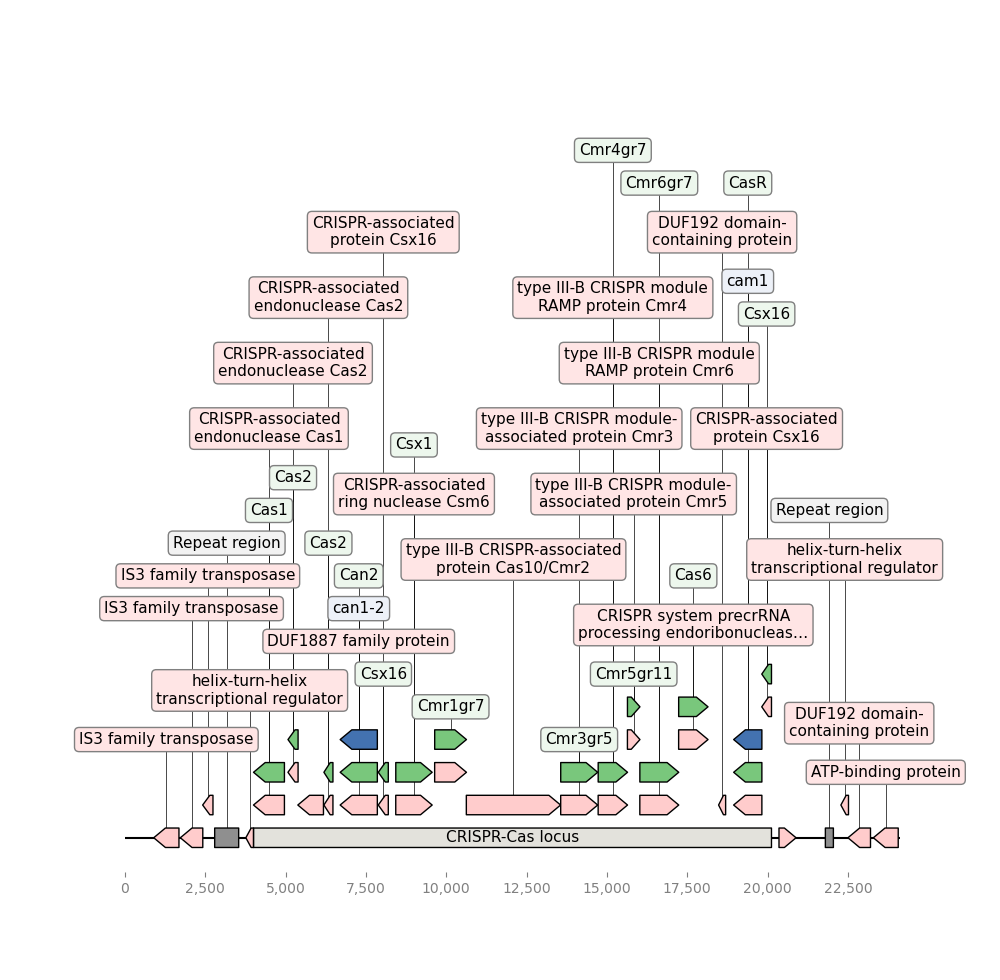 Cmr4gr7
Cmr6gr7
CasR
CRISPR-associated
protein Csx16
DUF192 domain-
containing protein
cam1
CRISPR-associated
endonuclease Cas2
type III-B CRISPR module
RAMP protein Cmr4
Csx16
CRISPR-associated
endonuclease Cas2
type III-B CRISPR module
RAMP protein Cmr6
CRISPR-associated
endonuclease Cas1
type III-B CRISPR module-
associated protein Cmr3
CRISPR-associated
protein Csx16
Csx1
Cas2
CRISPR-associated
ring nuclease Csm6
type III-B CRISPR module-
associated protein Cmr5
Cas1
Repeat region
Repeat region
Cas2
type III-B CRISPR-associated
protein Cas10/Cmr2
helix-turn-helix
transcriptional regulator
IS3 family transposase
Can2
Cas6
IS3 family transposase
can1-2
CRISPR system precrRNA
processing endoribonucleas...
DUF1887 family protein
helix-turn-helix
transcriptional regulator
Csx16
Cmr5gr11
Cmr1gr7
DUF192 domain-
containing protein
IS3 family transposase
Cmr3gr5
ATP-binding protein
CRISPR-Cas locus
0
2,500
5,000
7,500
10,000
12,500
15,000
17,500
20,000
22,500